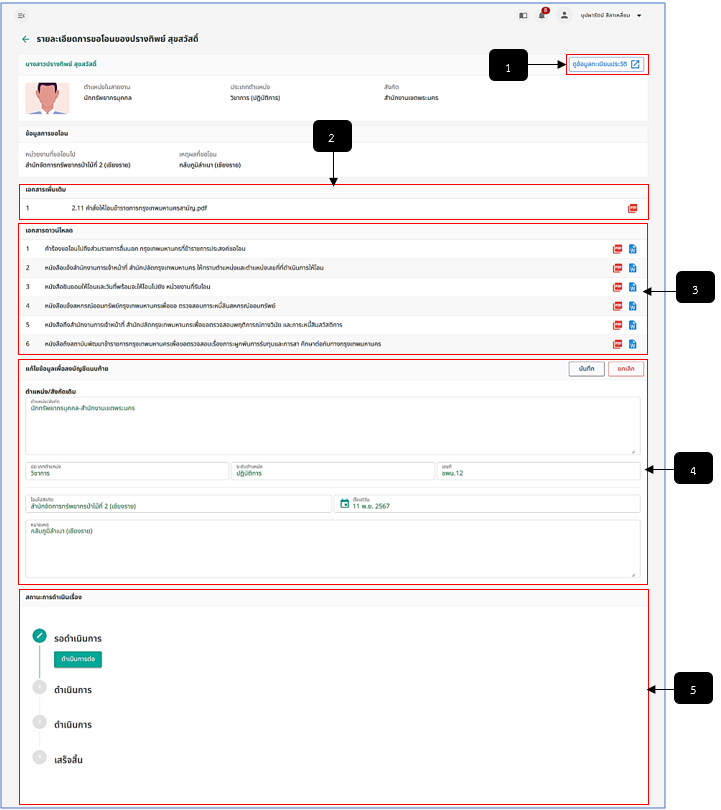 8
บุปผารัตน์ สีลาเคลือบ
รายละเอียดการขอโอนของปรางทิพย์ สุขสวัสดิ์
นางสาวปรางทิพย์ สุขสวัสดิ์
ดูข้อมูลทะเบียนประวัติ
1
ตำแหน่งในสายงาน ประเภทตำแหน่ง สังกัด
นักทรัพยากรบุคคล วิชาการ (ปฏิบัติการ) สำนักงานเขตพระนคร
ข้อมูลการขอโอน
2
หน่วยงานที่ขอโอนไป เหตุผลที่ขอโอน
สำนักจัดการทรัพยากรป่าไม้ที่ 2 (เชียงราย) กลับภูมิลำเนา (เชียงราย)
เอกสารเพิ่มเติม
1 2.11 คำสั่งให้โอนข้าราชการกรุงเทพมหานครสามัญ.pdf
เอกสารดาวน์โหลด
1 คำร้องขอโอนไปถึงส่วนราชการอื่นนอก กรุงเทพมหานครที่ข้าราชการประสงค์ขอโอน
2 หนังสือแจ้งสำนักงานการเจ้าหน้าที่ สำนักปลัดกรุงเทพมหานคร ให้ทราบตำแหน่งและตำแหน่งเลขที่ที่ดำเนินการให้โอน
3 หนังสือยินยอมให้โอนและวันที่พร้อมจะให้โอนไปยัง หน่วยงานที่รับโอน
3
4 หนังสือแจ้งสหกรณ์ออมทรัพย์กรุงเทพมหานครเพื่อขอ ตรวจสอบภาระหนี้สินสหกรณ์ออมทรัพย์
5 หนังสือถึงสำนักงานการเจ้าหน้าที่ สำนักปลัดกรุงเทพมหานครเพื่อขอตรวจสอบพฤติการณ์ทางวินัย และภาระหนี้สินสวัสดิการ
6 หนังสือถึงสถาบันพัฒนาข้าราชการกรุงเทพมหานครเพื่อขอตรวจสอบเรื่องภาระผูกพันการรับทุนและการลา ศึกษาต่อกับทางกรุงเทพมหานคร
แก้ไขข้อมูลเพื่อลงบัญชีแนบท้าย บันทึก ยกเลิก
ตำแหน่ง/สังกัดเดิม
ตำแหน่ง/สังกัด
นักทรัพยากรบุคคล-สำนักงานเขตพระนคร
ประเภทตำแหน่ง ระดับตำแหน่ง เลขที่
วิชาการ ปฏิบัติการ ขพน.12
4
โอนไปสังกัด ตั้งแต่วัน
สำนักจัดการทรัพยากรป่าไม้ที่ 2 (เชียงราย) 11 พ.ย. 2567
หมายเหตุ
กลับภูมิลำเนา (เชียงราย)
สถานะการดำเนินเรื่อง
รอดำเนินการ
ดำเนินการต่อ
ดำเนินการ
5
ดำเนินการ
เสร็จสิ้น